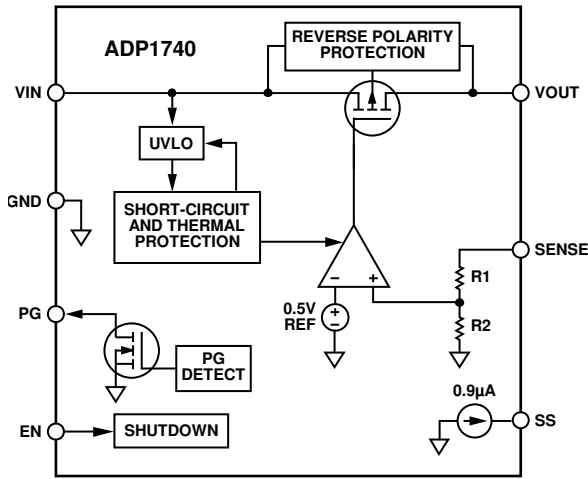 ADP1740
REVERSE POLARITY
PROTECTION
VIN
VOUT
UVLO
GND
SHORT-CIRCUIT
AND THERMAL
PROTECTION
SENSE
R1
– +
PG
0.5V
REF
+
–
R2
PG
DETECT
0.9µA
EN
SHUTDOWN
SS